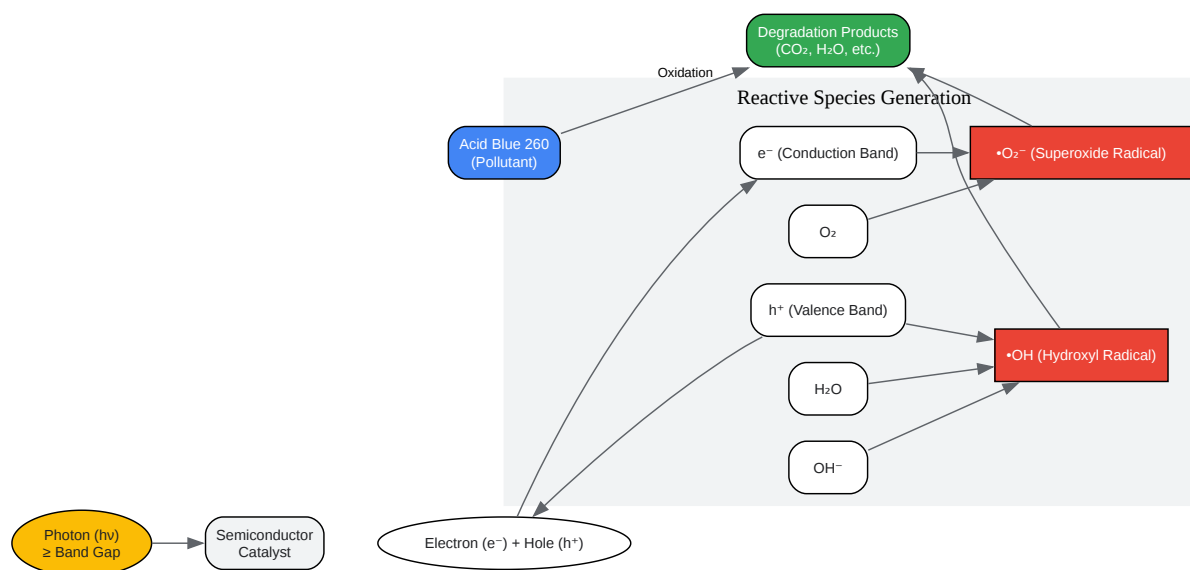 Degradation Products
(CO₂, H₂O, etc.)
Oxidation
Reactive Species Generation
Acid Blue 260
(Pollutant)
e⁻ (Conduction Band)
•O₂⁻ (Superoxide Radical)
O₂
h⁺ (Valence Band)
•OH (Hydroxyl Radical)
H₂O
OH⁻
Photon (hν)
≥ Band Gap
Semiconductor
Catalyst
Electron (e⁻) + Hole (h⁺)